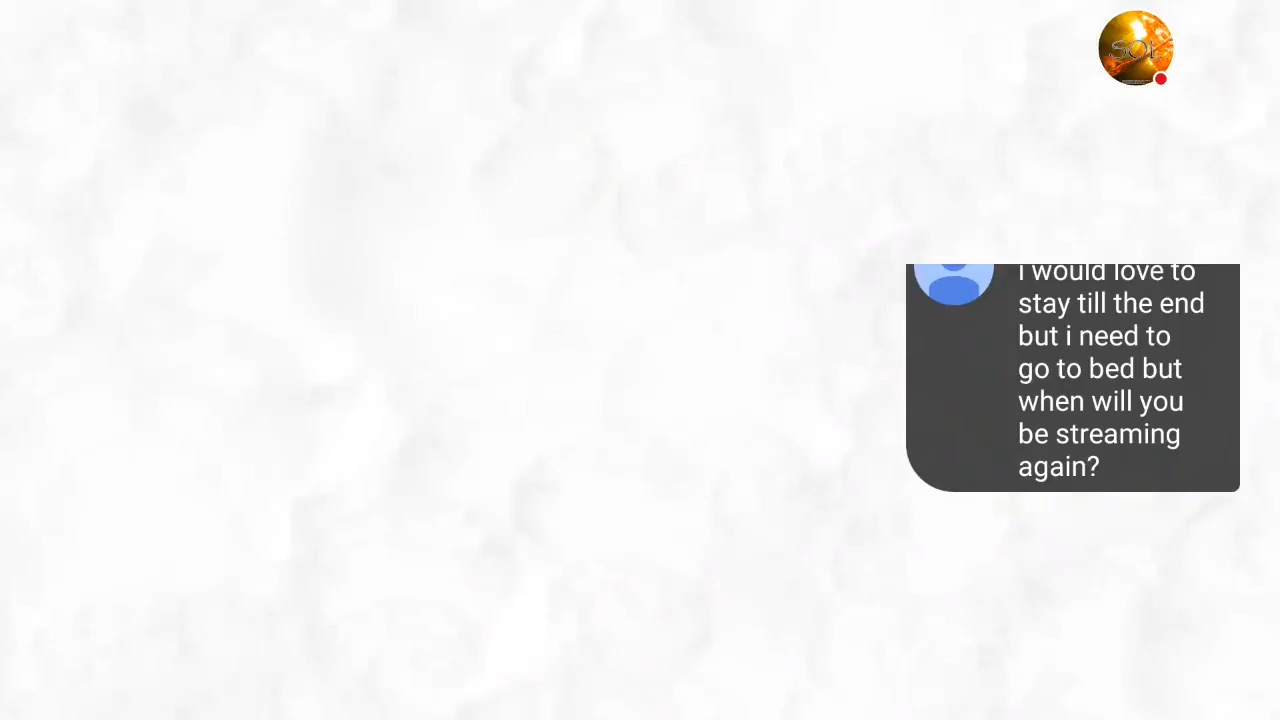 SOL
i would love to
stay till the end
but i need to
go to bed but
when will you
be streaming
again?